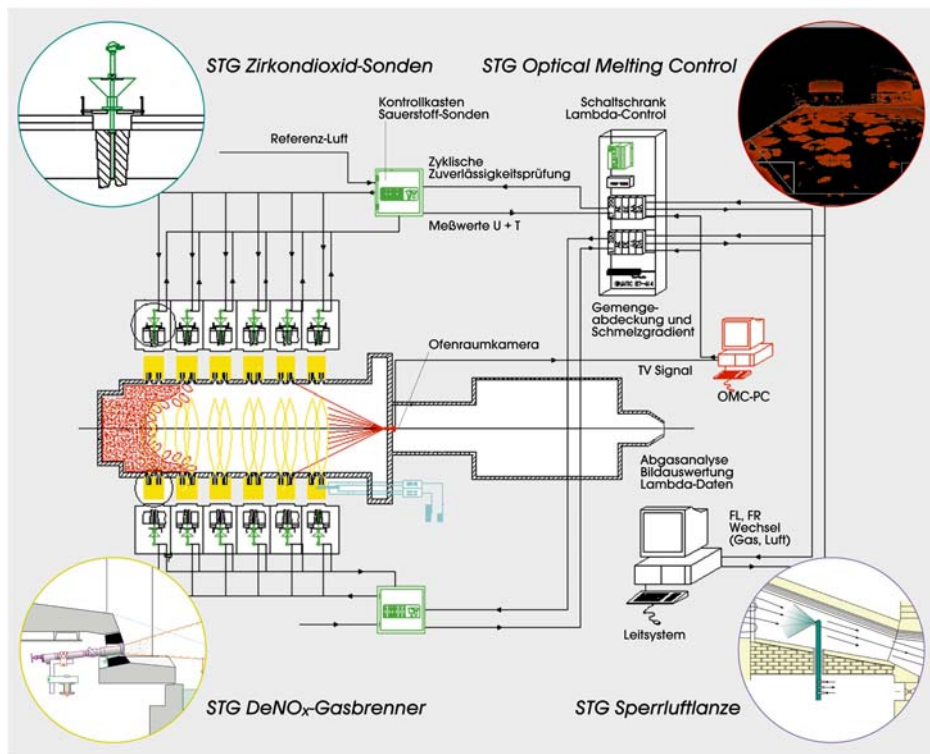 STG Zirkondioxid-Sonden
STG Optical Melting Control
Kontrollkasten
Sauerstoff-Sonden
Schaltschrank
Lambda-Control
Referenz-Luft
Zyklische
Zuverlässigkeitsprüfung
Meßwerte U + T
Gemenge-
abdeckung und
Schmelzgradient
Ofenraumkamera
TV Signal
OMC-PC
Abgasanalyse
Bildauswertung
Lambda-Daten
FL, FR
Wechsel
(Gas, Luft)
Leitsystem
STG DeNOx-Gasbrenner
STG Sperrluftlanze